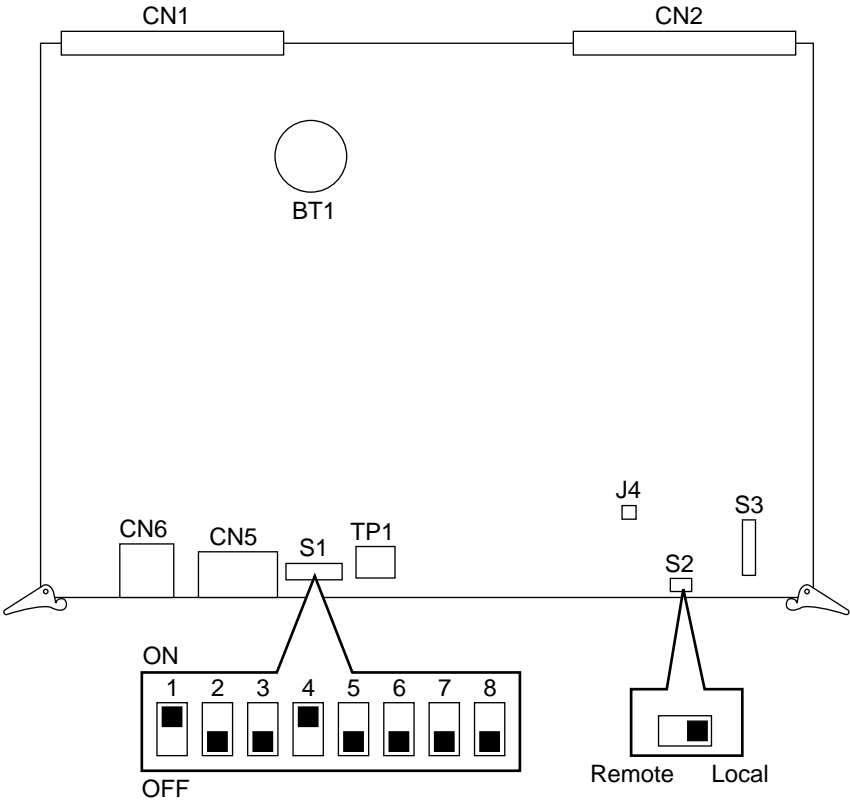 CN1 CN2
BT1
J4
S3
CN6 CN5 S1 TP1
S2
ON
1 2 3 4 5 6 7 8
OFF
Remote Local